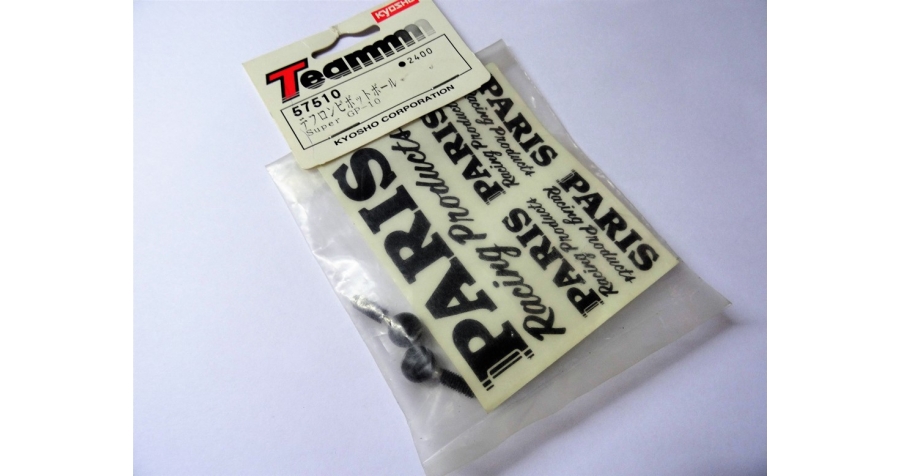 KYOSHO
Teammm
57510 ●2400
テフロンピボットボール
Super GP-10
KYOSHO CORPORATION
PARIS
Racing Products
PARIS
Racing Products
PARIS
Racing Products
PARIS
Racing Products
PARIS
Racing Products